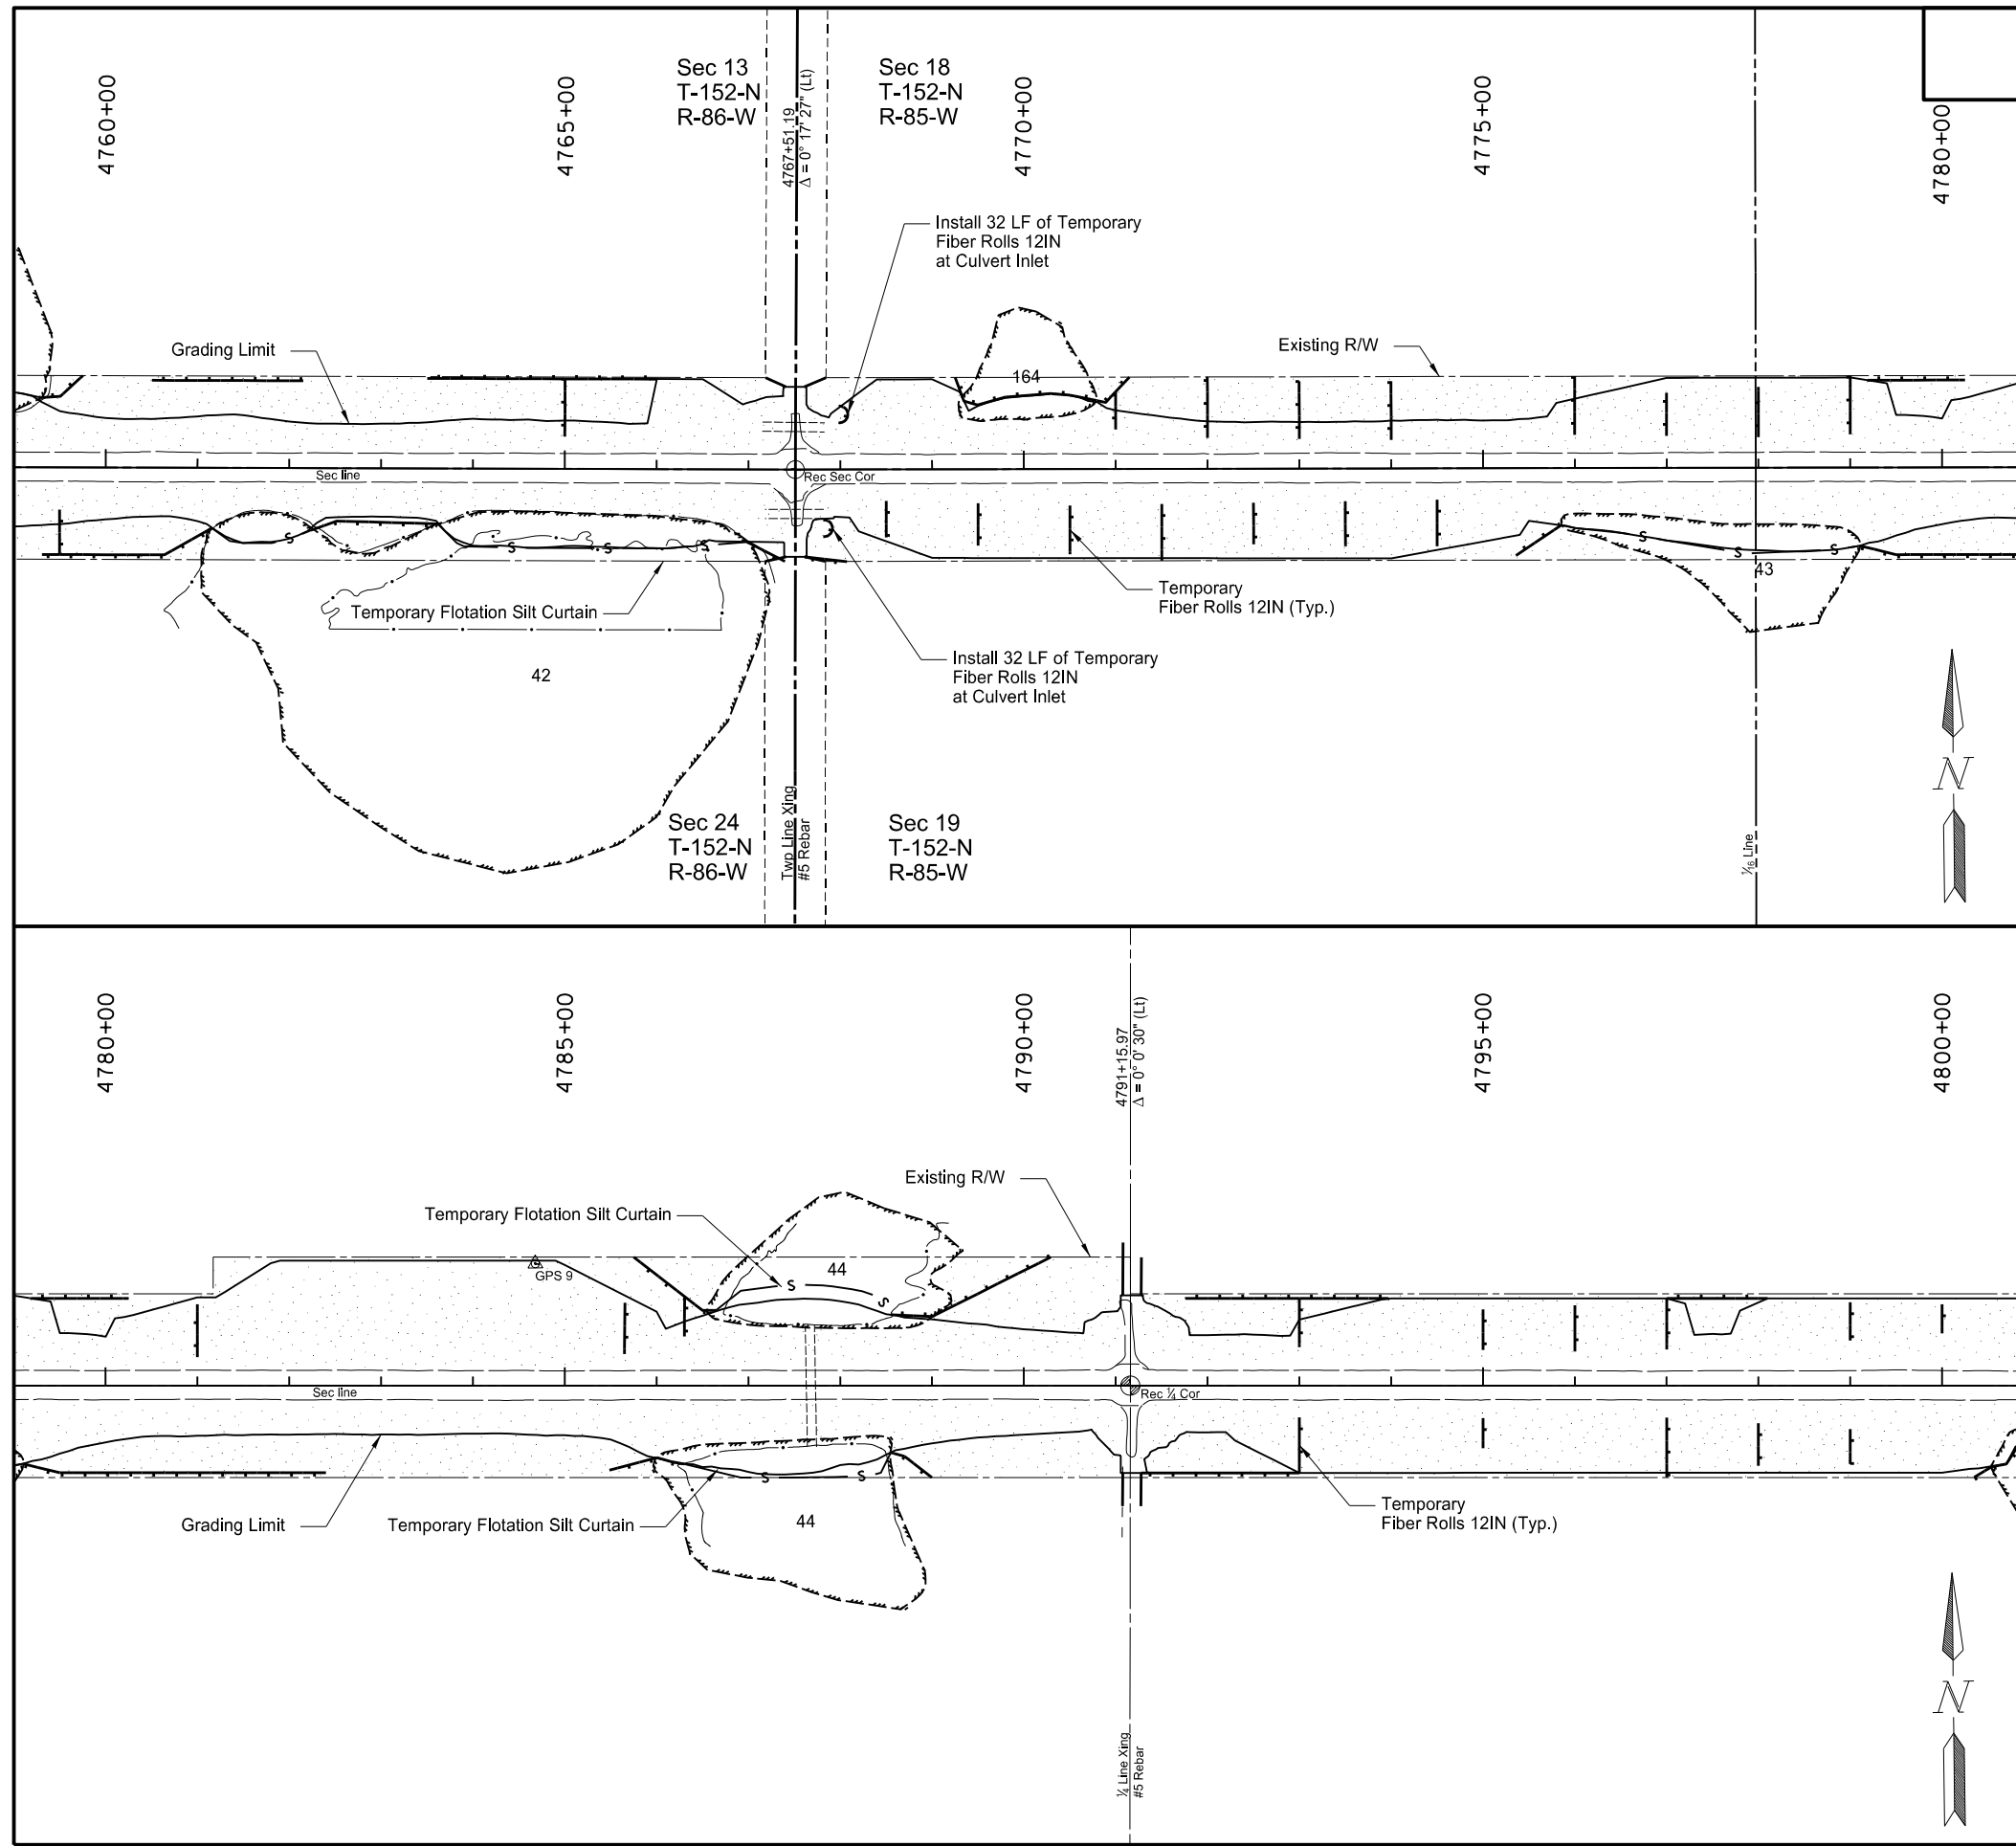 4760+00
4765+00
Sec 13
T-152-N
R-86-W
4767+51.19
Δ = 0° 17' 27" (Lt)
Sec 18
T-152-N
R-85-W
4770+00
4775+00
4780+00
Install 32 LF of Temporary
Fiber Rolls 12IN
at Culvert Inlet
Grading Limit
Existing R/W
164
Sec line
Rec Sec Cor
S
S
S
S
S
S
S
43
Temporary Flotation Silt Curtain
Temporary
Fiber Rolls 12IN (Typ.)
42
Install 32 LF of Temporary
Fiber Rolls 12IN
at Culvert Inlet
Sec 24
T-152-N
R-86-W
Twp Line Xing
#5 Rebar
Sec 19
T-152-N
R-85-W
1/16 Line
N
4780+00
4785+00
4790+00
4791+15.97
Δ = 0° 0' 30" (Lt)
4795+00
4800+00
Existing R/W
Temporary Flotation Silt Curtain
GPS 9
44
S
S
Sec line
Rec ¼ Cor
S
S
Grading Limit
Temporary Flotation Silt Curtain
44
Temporary
Fiber Rolls 12IN (Typ.)
¼ Line Xing
#5 Rebar
N